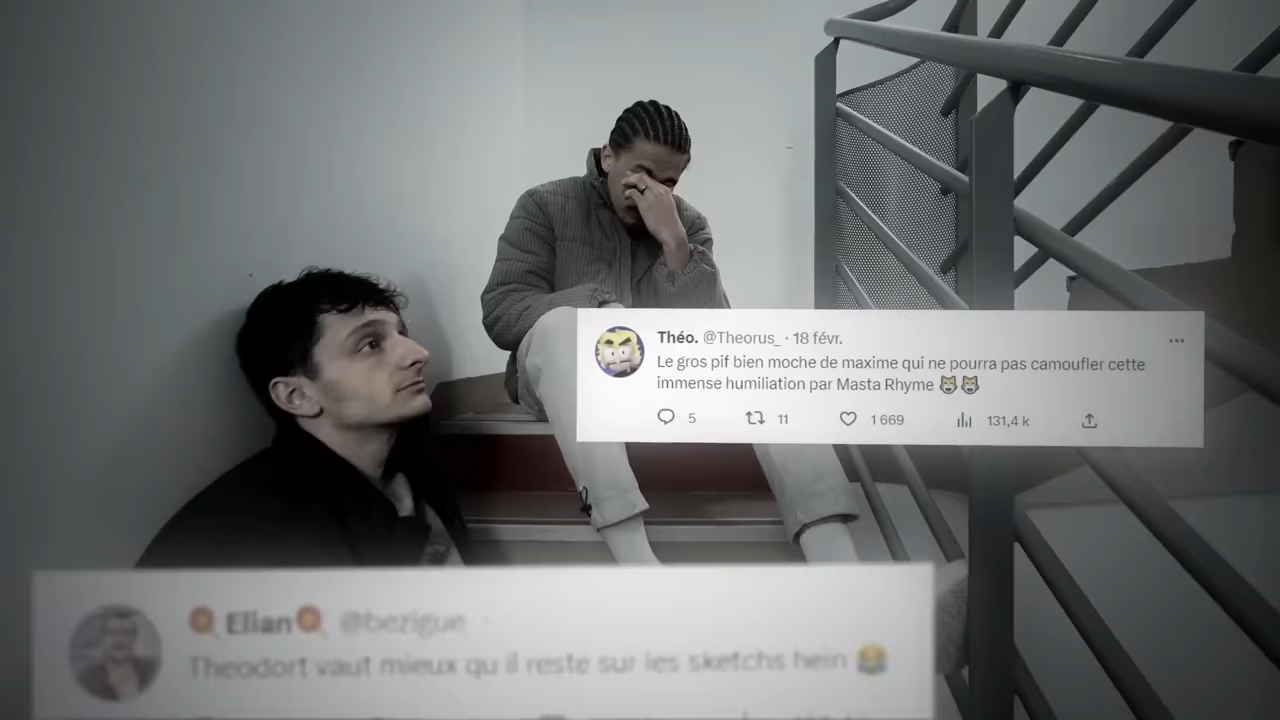 Théo. @Theorus_ · 18 févr.
Le gros pif bien moche de maxime qui ne pourra pas camoufler cette
immense humiliation par Masta Rhyme 😹😹
5 11 1 669 131,4 k
Elian @bezigue
Theodort vaut mieux qu il reste sur les sketchs hein 😂